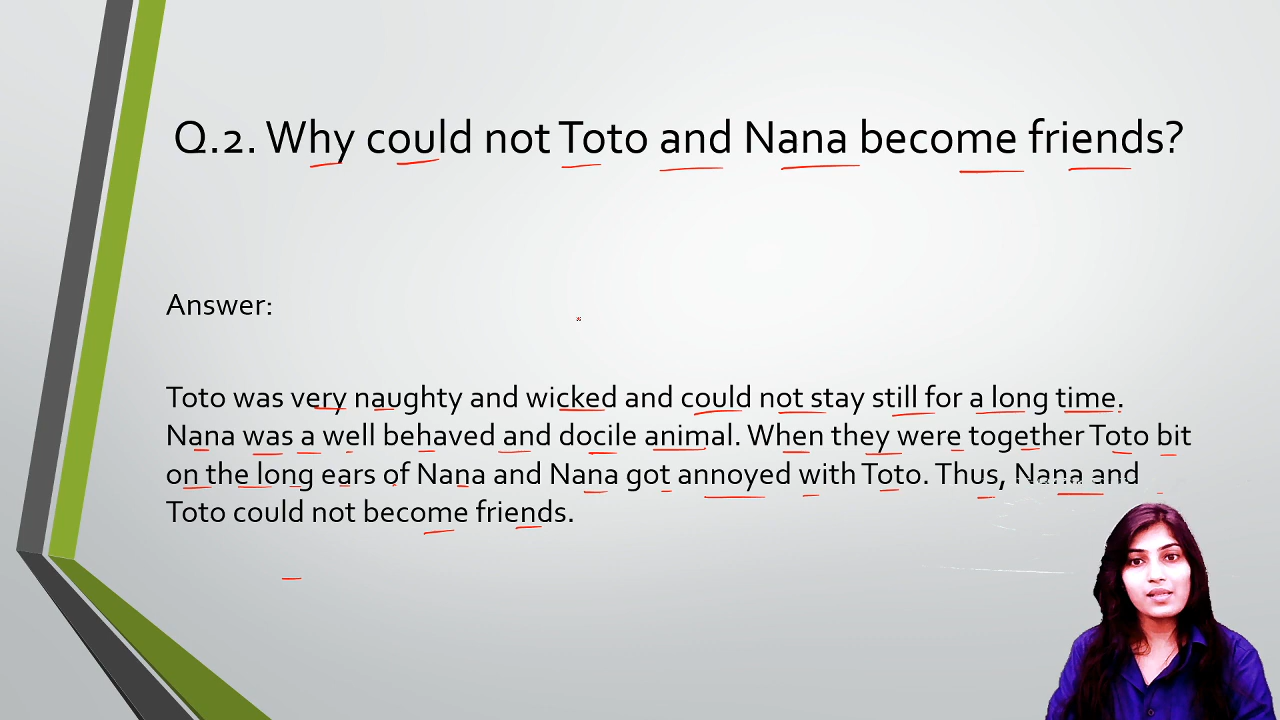 Q.2. Why could not Toto and Nana become friends?
Answer:
Toto was very naughty and wicked and could not stay still for a long time.
Nana was a well behaved and docile animal. When they were together Toto bit
on the long ears of Nana and Nana got annoyed with Toto. Thus, Nana and
Toto could not become friends.